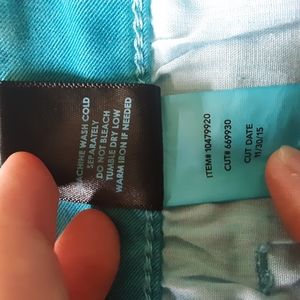 MACHINE WASH COLD
SEPARATELY
DO NOT BLEACH
TUMBLE DRY LOW
WARM IRON IF NEEDED
ITEM# 10479920
CUT# 669930
CUT DATE
11/30/15